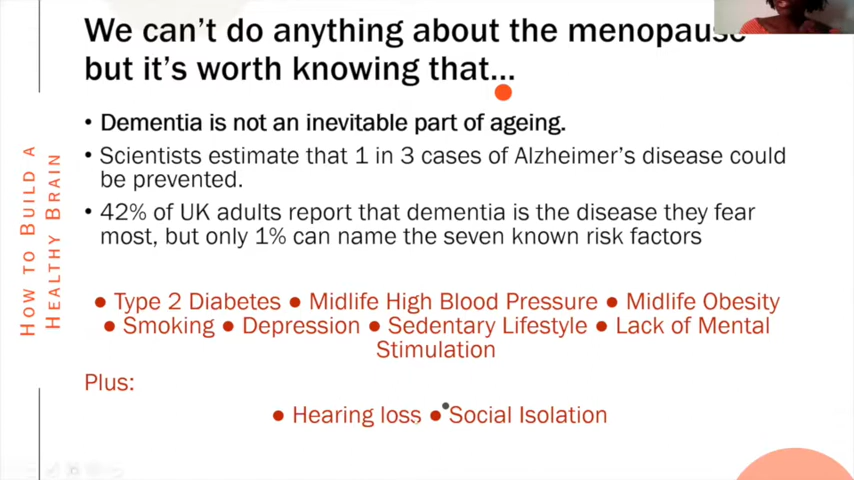 We can't do anything about the menopause
but it's worth knowing that...
• Dementia is not an inevitable part of ageing.
• Scientists estimate that 1 in 3 cases of Alzheimer's disease could
be prevented.
• 42% of UK adults report that dementia is the disease they fear
most, but only 1% can name the seven known risk factors
How to Build a
Healthy Brain
● Type 2 Diabetes ● Midlife High Blood Pressure ● Midlife Obesity
● Smoking ● Depression ● Sedentary Lifestyle ● Lack of Mental
Stimulation
Plus:
● Hearing loss ● Social Isolation